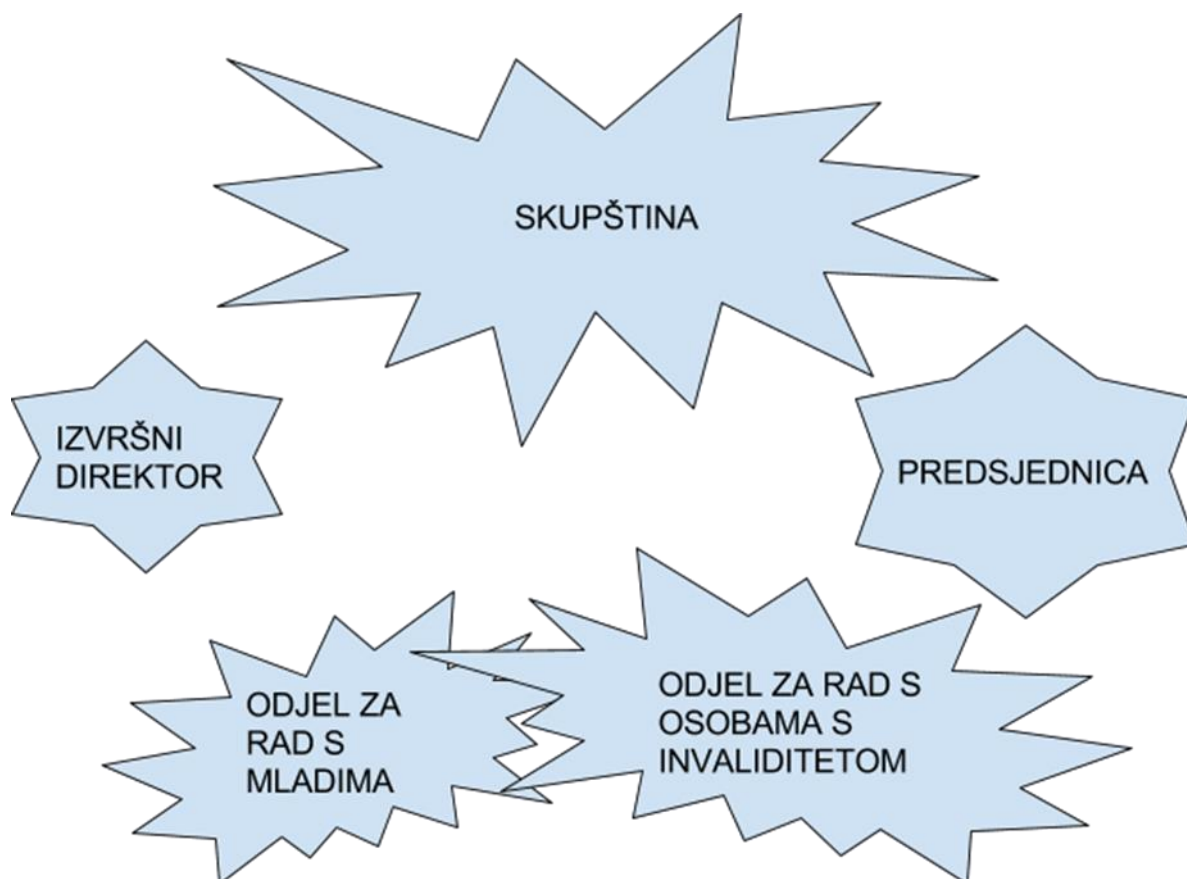 SKUPŠTINA
IZVRŠNI
DIREKTOR
PREDSJEDNICA
ODJEL ZA
RAD S
MLADIMA
ODJEL ZA RAD S
OSOBAMA S
INVALIDITETOM